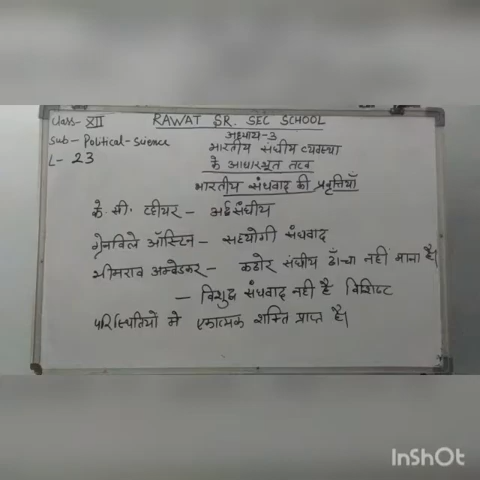 Class- XII RAWAT SR. SEC SCHOOL
Sub- Political-Science अध्याय-3
L- 23 भारतीय संघीय व्यवस्था
के आधारभूत तत्व
भारतीय संघवाद की प्रवृत्तियाँ
के. सी. व्हीयर - अर्द्धसंघीय
ग्रेनविले ऑस्टिन - सहयोगी संघवाद
भीमराव अम्बेडकर - कठोर संघीय ढाँचा नहीं माना है।
- विशुद्ध संघवाद नहीं है विशिष्ट
परिस्थितियों में एकात्मक शक्ति प्राप्त है।
InShOt